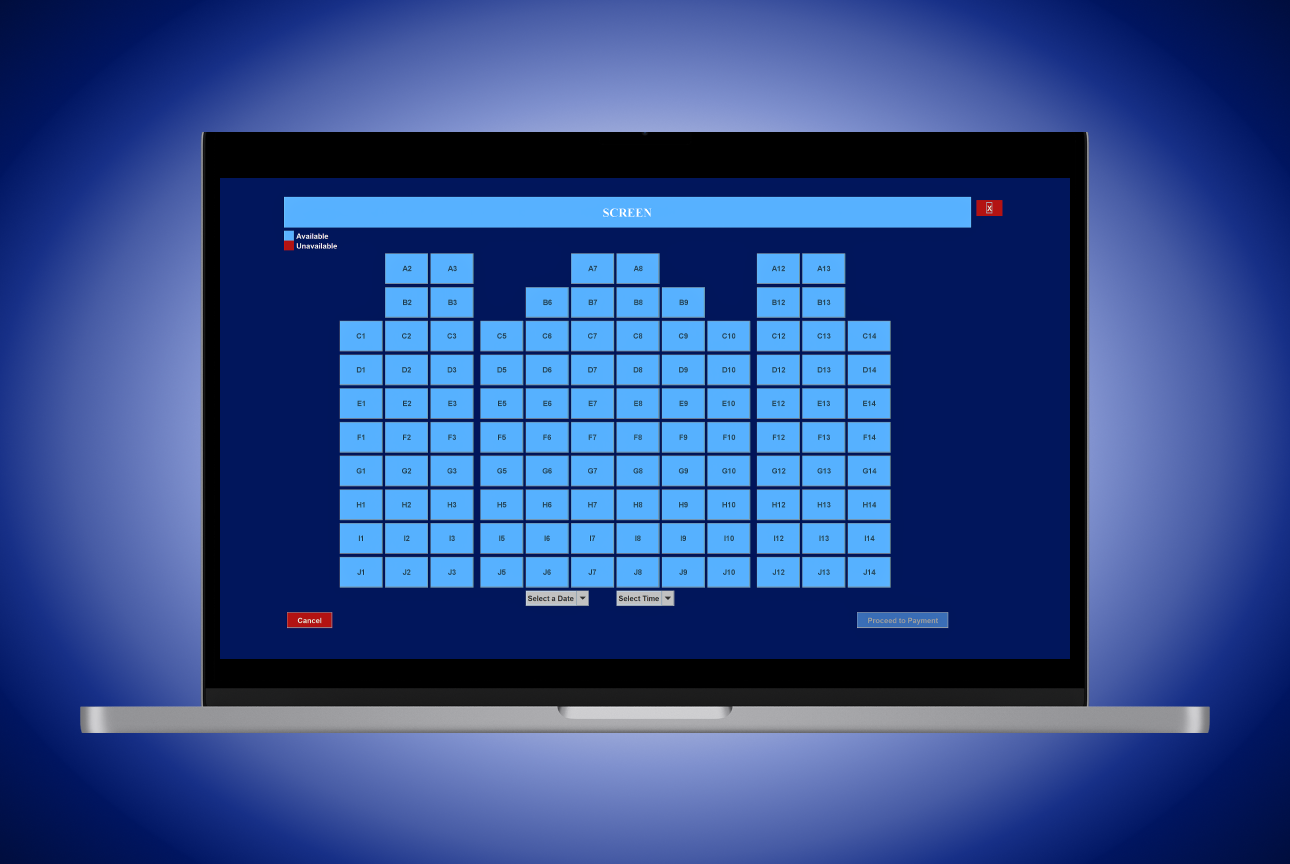 SCREEN X
Available
Unavailable
A2 A3 A7 A8 A12 A13
B2 B3 B6 B7 B8 B9 B12 B13
C1 C2 C3 C5 C6 C7 C8 C9 C10 C12 C13 C14
D1 D2 D3 D5 D6 D7 D8 D9 D10 D12 D13 D14
E1 E2 E3 E5 E6 E7 E8 E9 E10 E12 E13 E14
F1 F2 F3 F5 F6 F7 F8 F9 F10 F12 F13 F14
G1 G2 G3 G5 G6 G7 G8 G9 G10 G12 G13 G14
H1 H2 H3 H5 H6 H7 H8 H9 H10 H12 H13 H14
I1 I2 I3 I5 I6 I7 I8 I9 I10 I12 I13 I14
J1 J2 J3 J5 J6 J7 J8 J9 J10 J12 J13 J14
Select a Date Select Time
Cancel Proceed to Payment